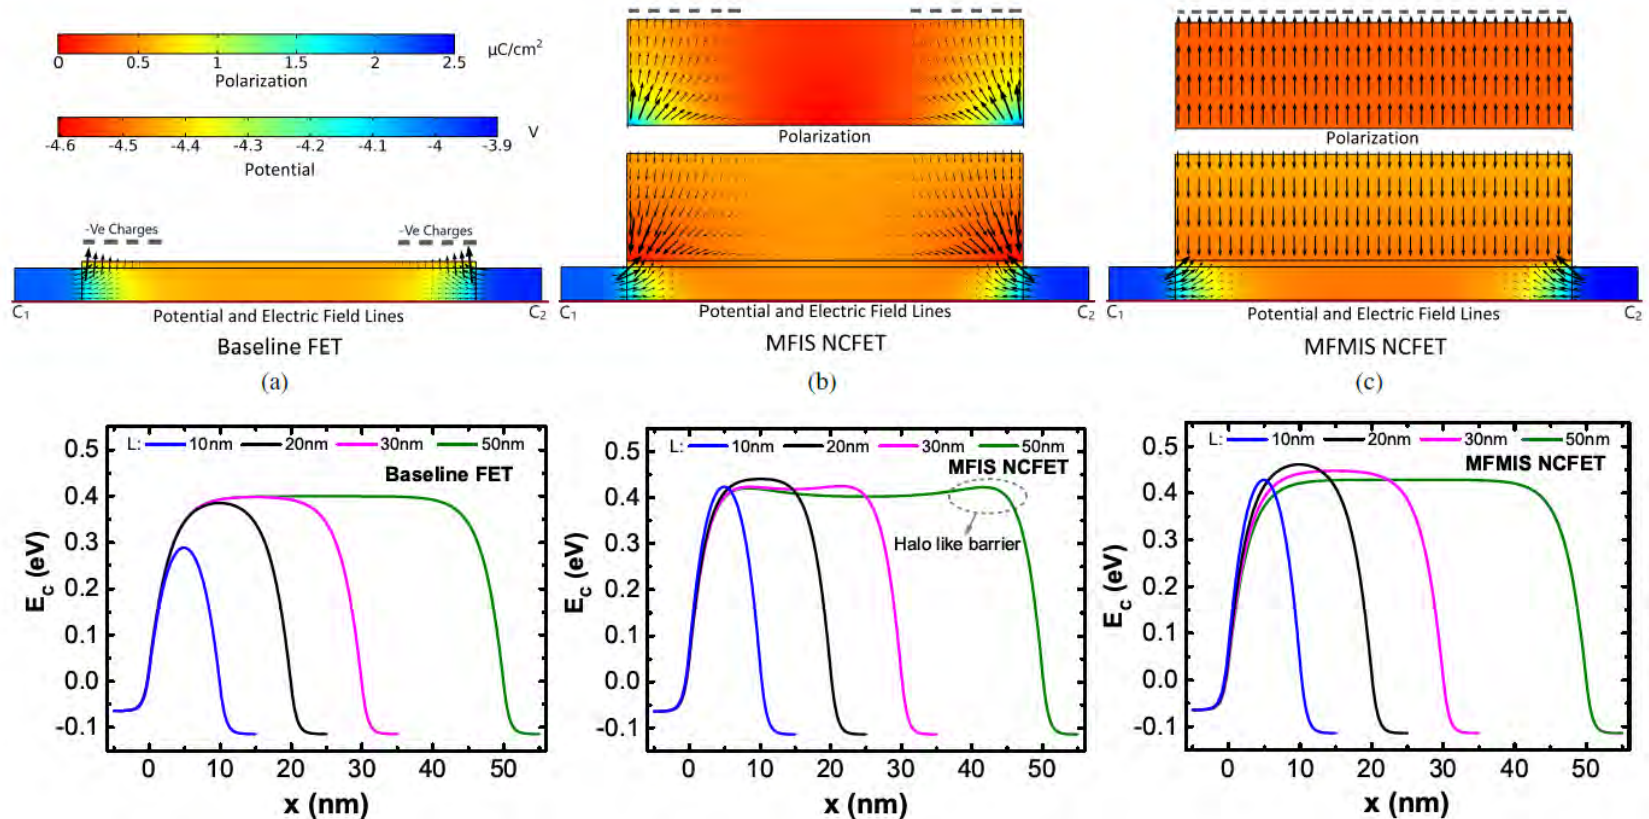 µC/cm²
0 0.5 1 1.5 2 2.5
Polarization
V
-4.6 -4.5 -4.4 -4.3 -4.2 -4.1 -4 -3.9
Potential
-Ve Charges -Ve Charges
C₁ Potential and Electric Field Lines C₂
Baseline FET
(a)
Polarization
C₁ Potential and Electric Field Lines C₂
MFIS NCFET
(b)
Polarization
C₁ Potential and Electric Field Lines C₂
MFMIS NCFET
(c)
L: 10nm 20nm 30nm 50nm
Baseline FET
E_C (eV)
0.5
0.4
0.3
0.2
0.1
0.0
-0.1
0 10 20 30 40 50
x (nm)
L: 10nm 20nm 30nm 50nm
MFIS NCFET
Halo like barrier
E_C (eV)
0.5
0.4
0.3
0.2
0.1
0.0
-0.1
0 10 20 30 40 50
x (nm)
L: 10nm 20nm 30nm 50nm
MFMIS NCFET
E_C (eV)
0.5
0.4
0.3
0.2
0.1
0.0
-0.1
0 10 20 30 40 50
x (nm)